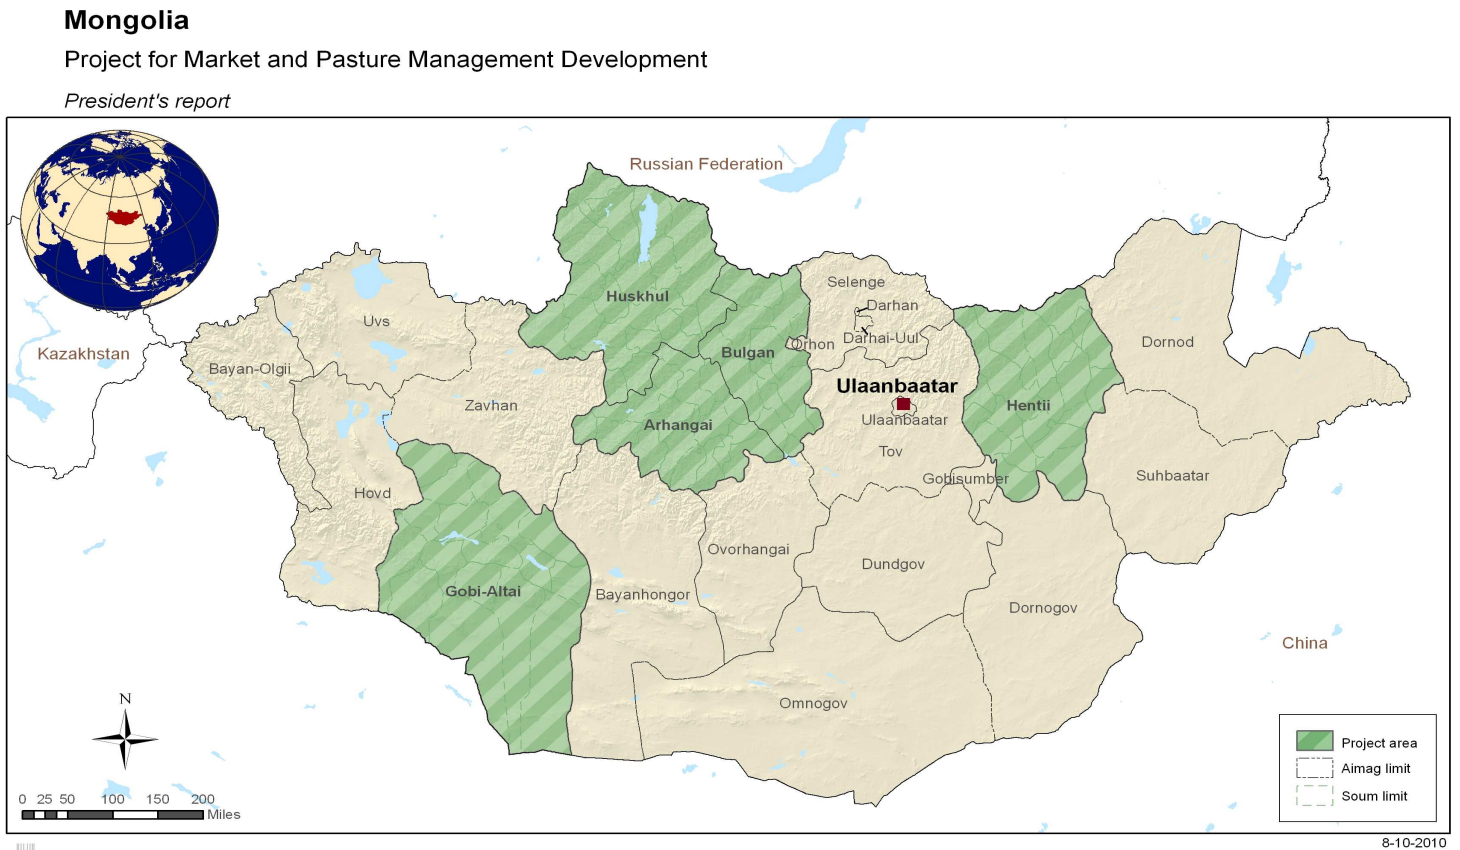 Mongolia
Project for Market and Pasture Management Development
President's report
Russian Federation
Selenge
Huskhul
Darhan
Uvs
Orhon
Darhai-Uul
Dornod
Kazakhstan
Bulgan
Bayan-Olgii
Ulaanbaatar
Zavhan
Hentii
Ulaanbaatar
Arhangai
Tov
Suhbaatar
Gobisumber
Hovd
Ovorhangai
Dundgov
Gobi-Altai
Bayanhongor
Dornogov
China
Omnogov
N
Project area
Aimag limit
Soum limit
0 25 50 100 150 200
Miles
8-10-2010